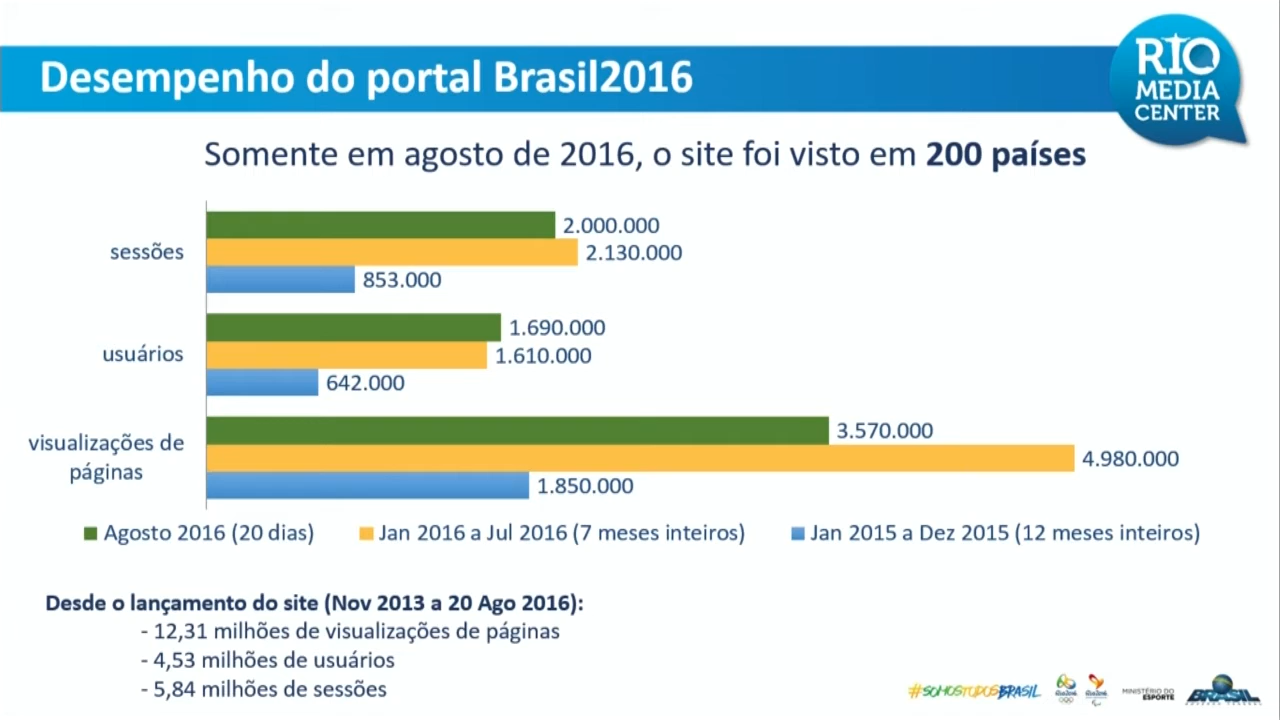 Desempenho do portal Brasil2016
RIO
MEDIA
CENTER
Somente em agosto de 2016, o site foi visto em 200 países
sessões
2.000.000
2.130.000
853.000
usuários
1.690.000
1.610.000
642.000
visualizações de
páginas
3.570.000
4.980.000
1.850.000
Agosto 2016 (20 dias)
Jan 2016 a Jul 2016 (7 meses inteiros)
Jan 2015 a Dez 2015 (12 meses inteiros)
Desde o lançamento do site (Nov 2013 a 20 Ago 2016):
- 12,31 milhões de visualizações de páginas
- 4,53 milhões de usuários
- 5,84 milhões de sessões
#SOMOSTODOSBRASIL
MINISTÉRIO DO
ESPORTE
BRASIL